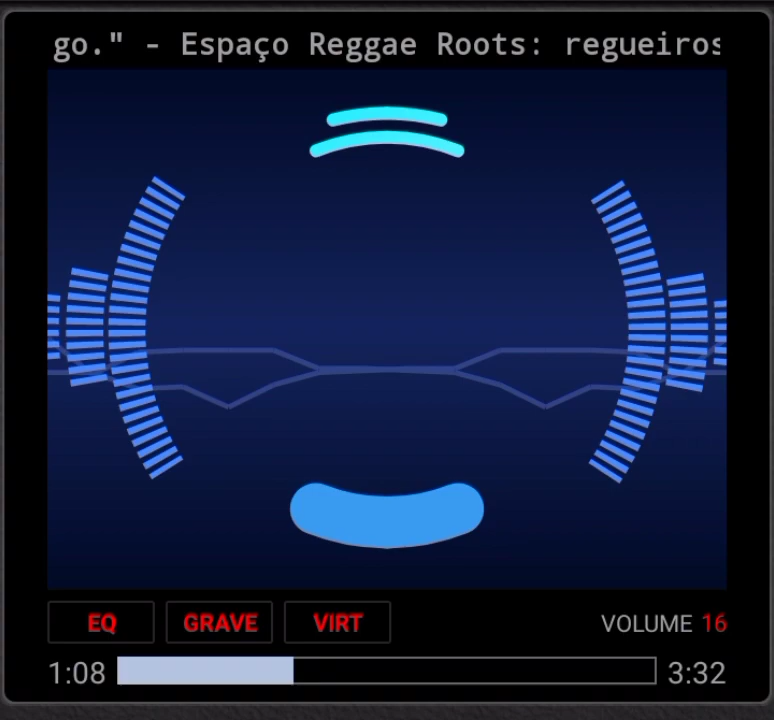 go." - Espaço Reggae Roots: regueiros
EQ GRAVE VIRT VOLUME 16
1:08 3:32